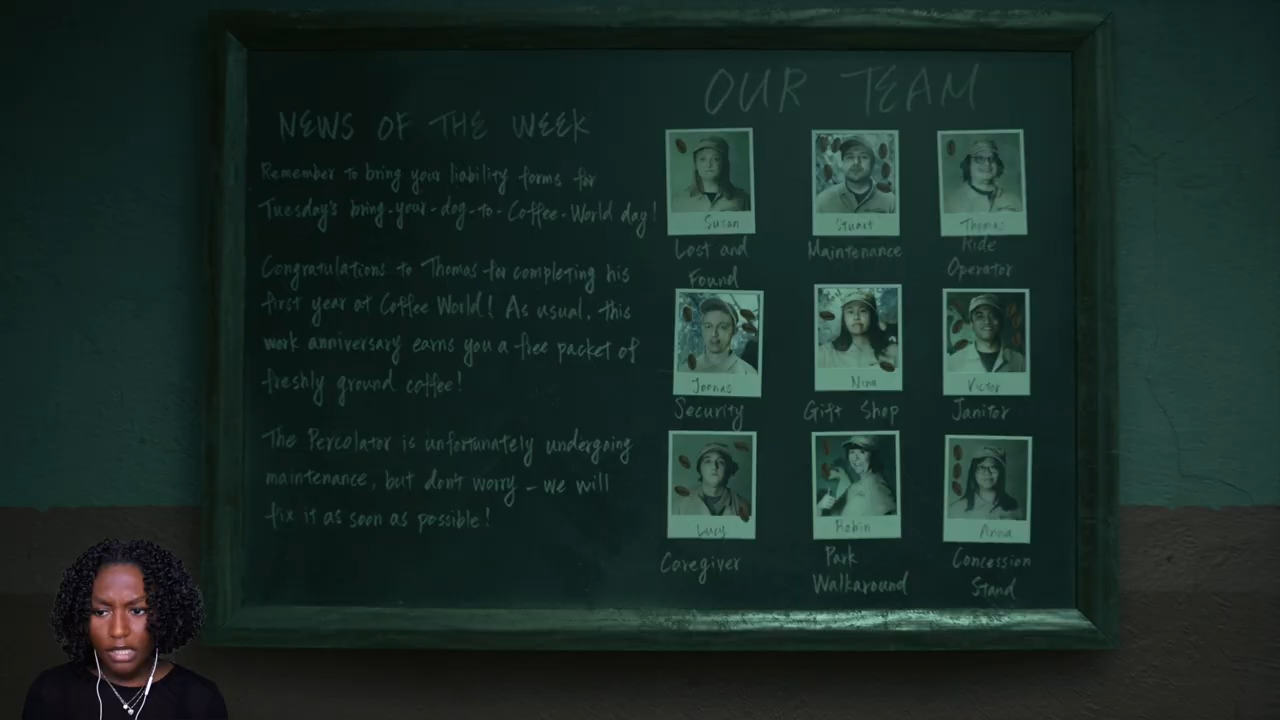 OUR TEAM
NEWS OF THE WEEK
Remember to bring your liability forms for
Tuesday's bring-your-dog-to-Coffee-World day!
Congratulations to Thomas for completing his
first year at Coffee World! As usual, this
work anniversary earns you a free packet of
freshly ground coffee!
The Percolator is unfortunately undergoing
maintenance, but don't worry - we will
fix it as soon as possible!
Susan
Lost and
Found
Stuart
Maintenance
Thomas
Ride
Operator
Joonas
Security
Nina
Gift Shop
Victor
Janitor
Lucy
Caregiver
Robin
Park
Walkaround
Anna
Concession
Stand